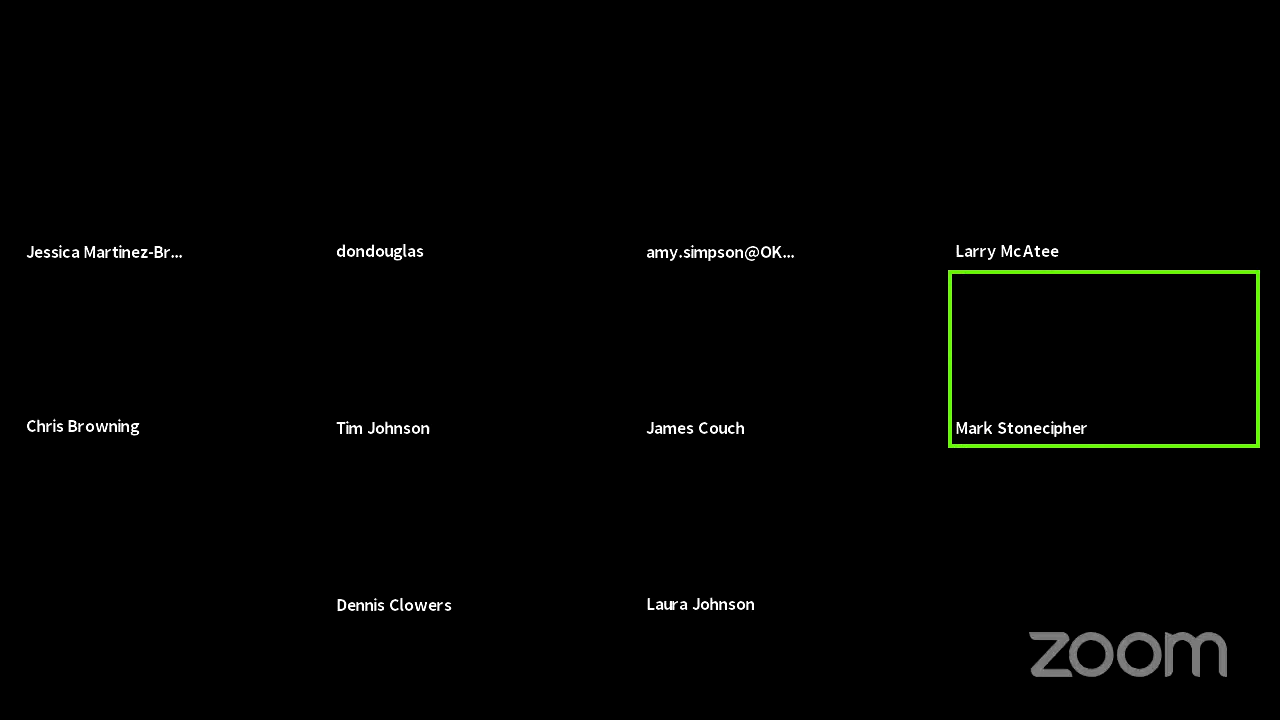 Jessica Martinez-Br...
dondouglas
amy.simpson@OK...
Larry McAtee
Chris Browning
Tim Johnson
James Couch
Mark Stonecipher
Dennis Clowers
Laura Johnson
zoom